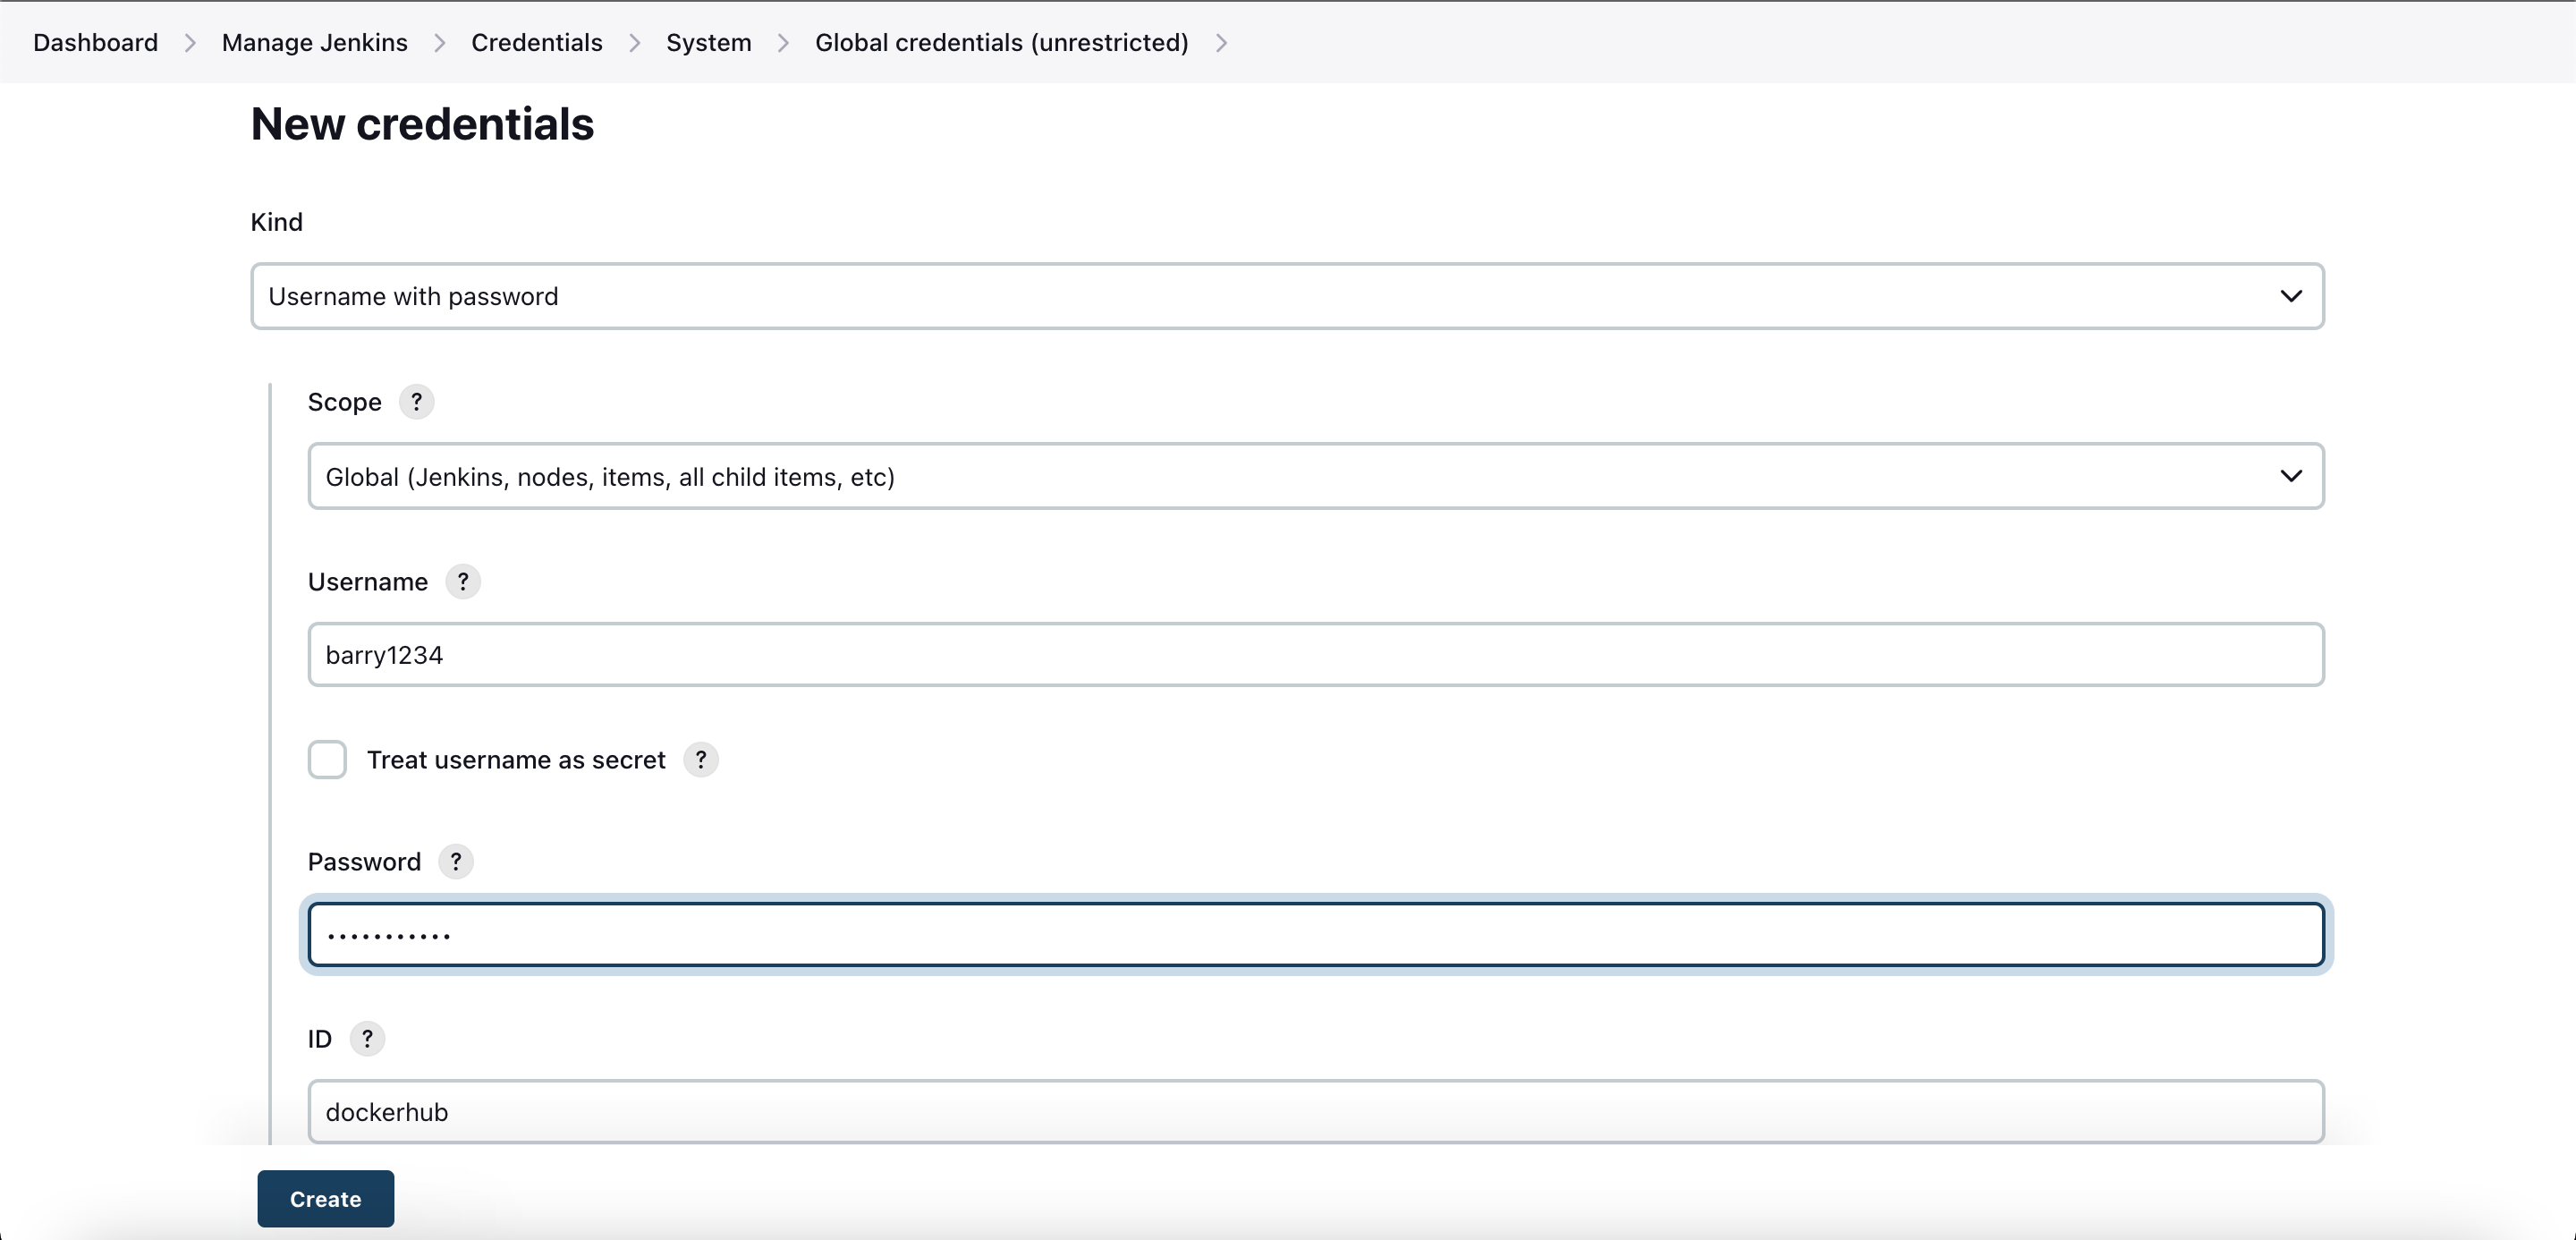 Dashboard > Manage Jenkins > Credentials > System > Global credentials (unrestricted) >
New credentials
Kind
Username with password
Scope ?
Global (Jenkins, nodes, items, all child items, etc)
Username ?
barry1234
Treat username as secret ?
Password ?
•••••••••••
ID ?
dockerhub
Create